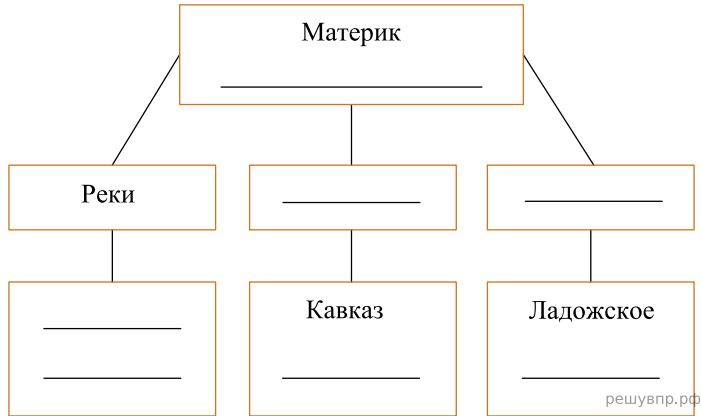 Материк
Реки
Кавказ
Ладожское
решувпр.рф